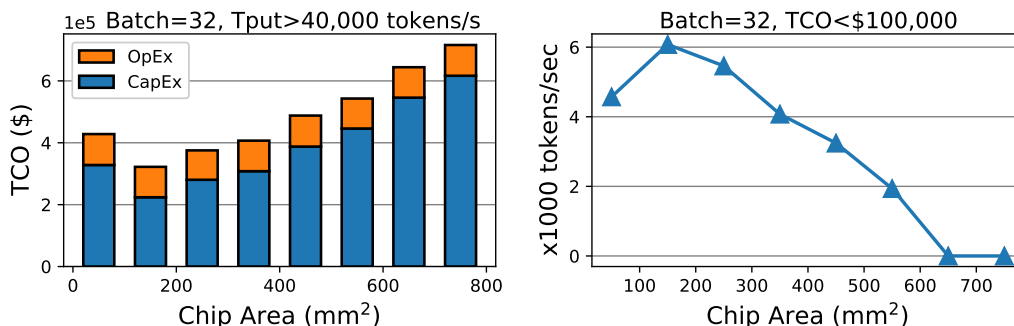 1e5 Batch=32, Tput>40,000 tokens/s
OpEx
CapEx
TCO ($)
6
4
2
0
0 200 400 600 800
Chip Area (mm²)
Batch=32, TCO<$100,000
x1000 tokens/sec
6
4
2
0
100 200 300 400 500 600 700
Chip Area (mm²)